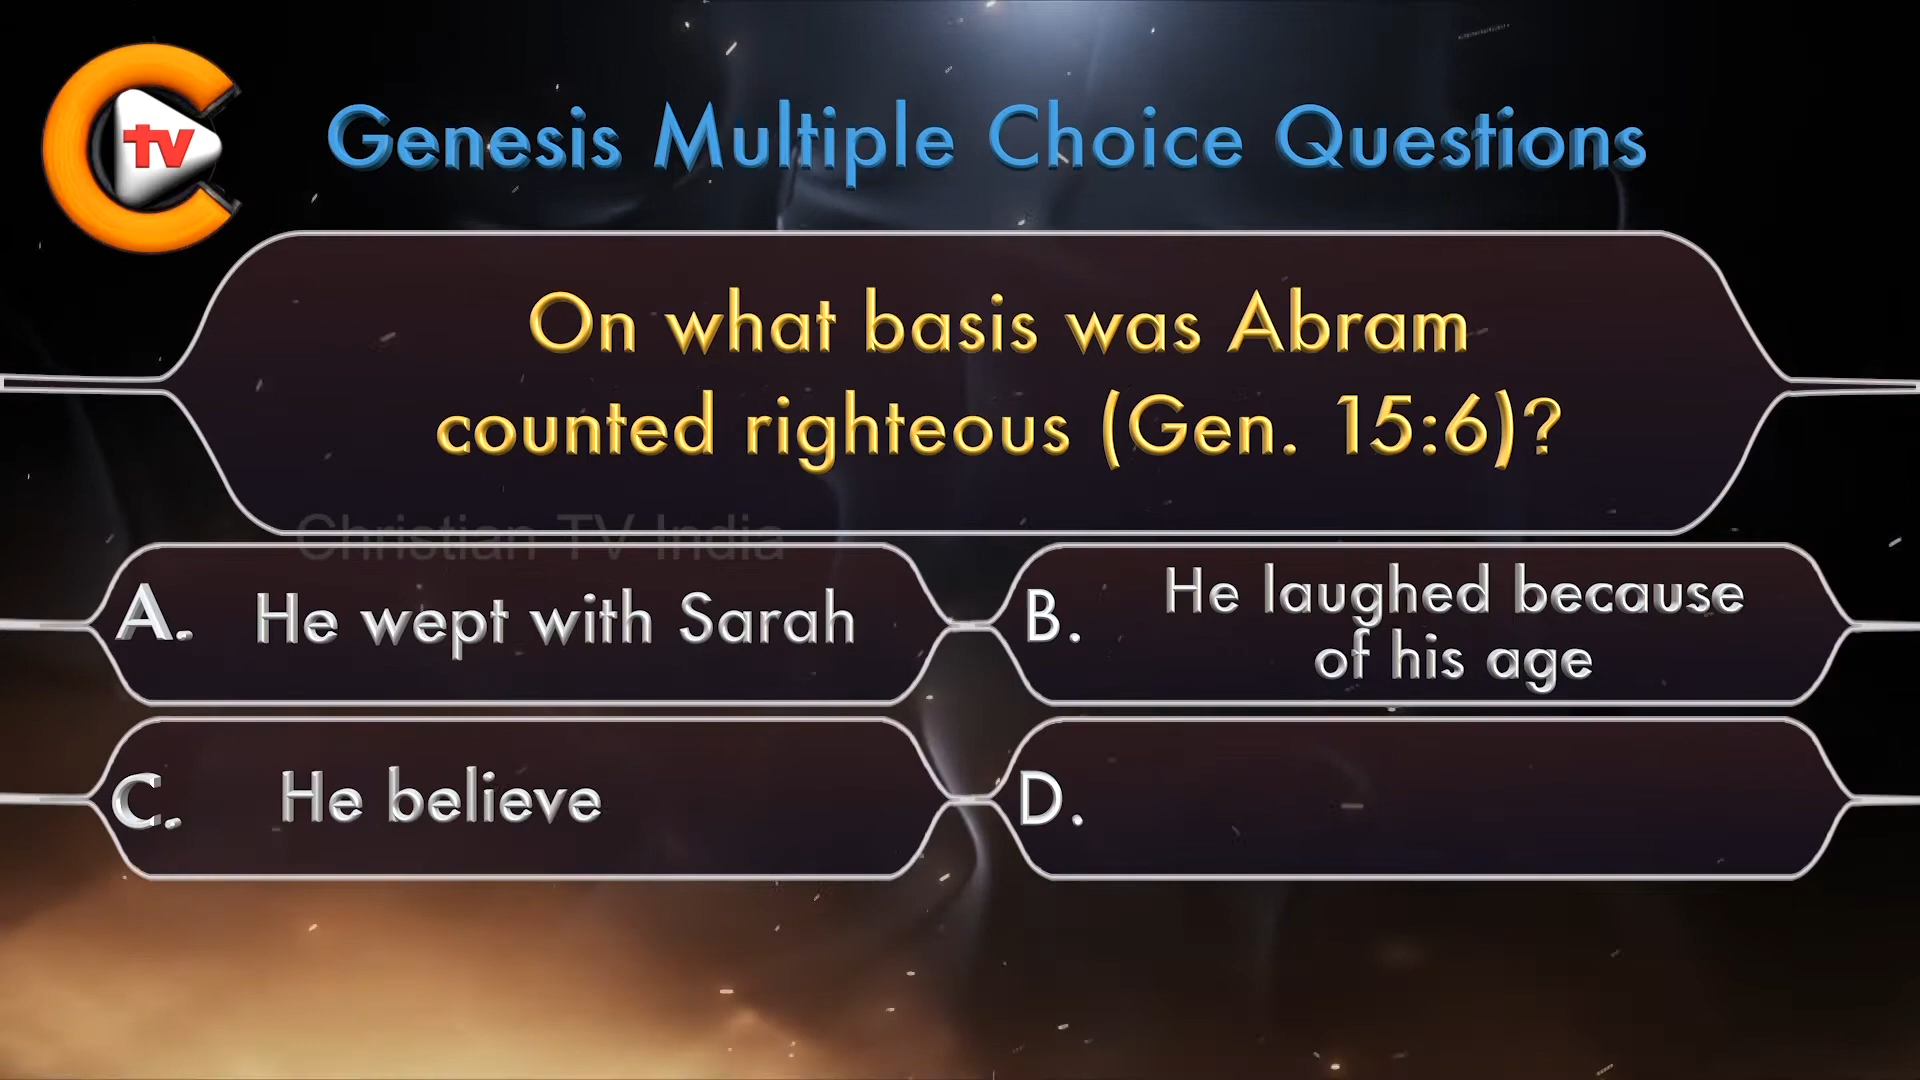 tv
Genesis Multiple Choice Questions
On what basis was Abram
counted righteous (Gen. 15:6)?
Christian TV India
A. He wept with Sarah
B. He laughed because
of his age
C. He believe
D.